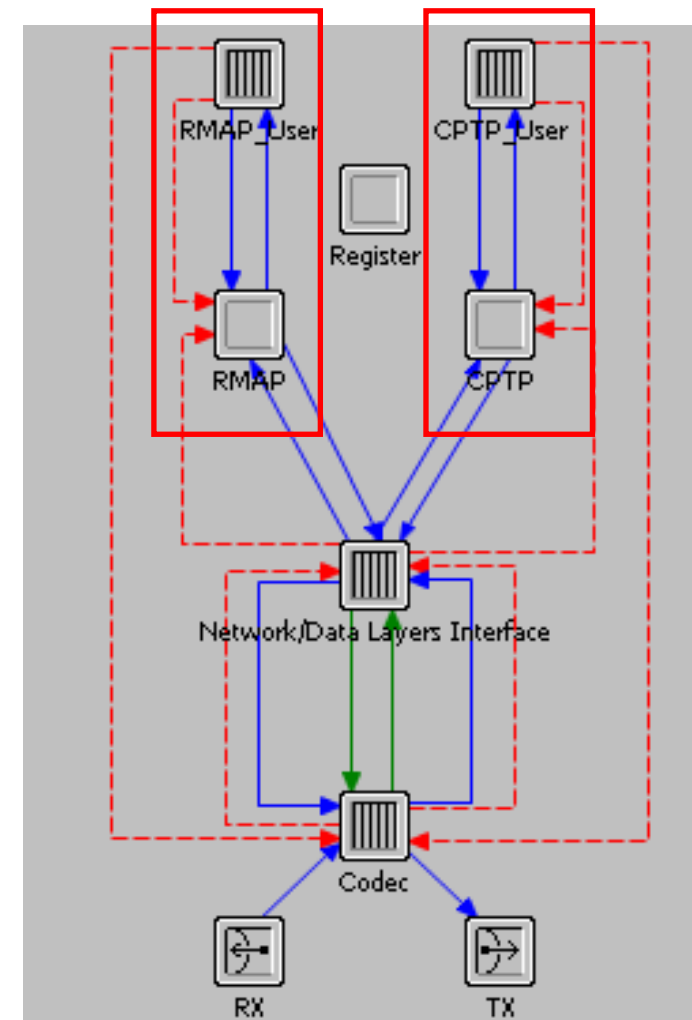 RMAP_User
CPTP_User
Register
RMAP
CPTP
Network/Data Layers Interface
Codec
RX
TX